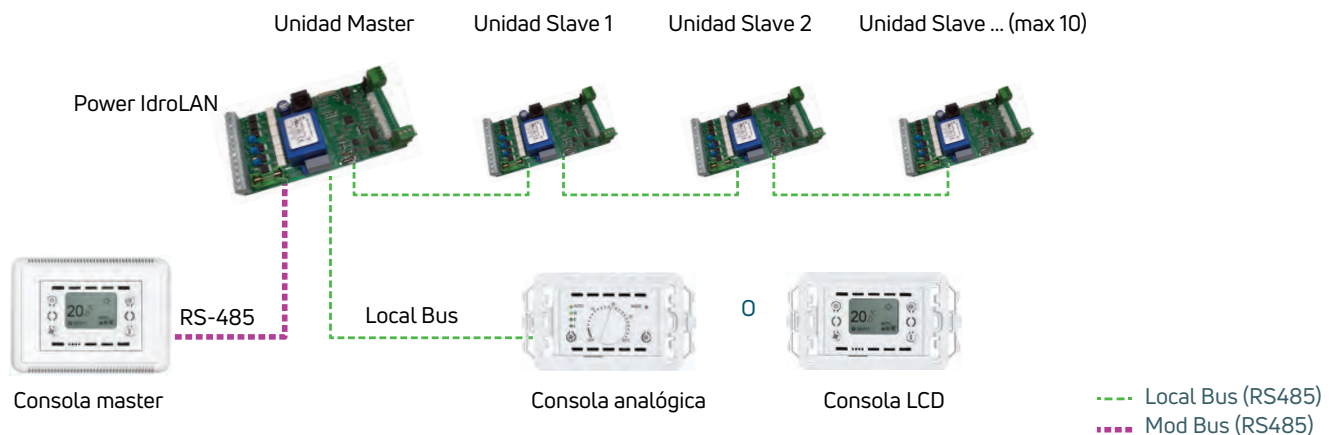 Unidad Master
Unidad Slave 1
Unidad Slave 2
Unidad Slave ... (max 10)
Power IdroLAN
RS-485
Local Bus
O
Consola master
Consola analógica
Consola LCD
Local Bus (RS485)
Mod Bus (RS485)